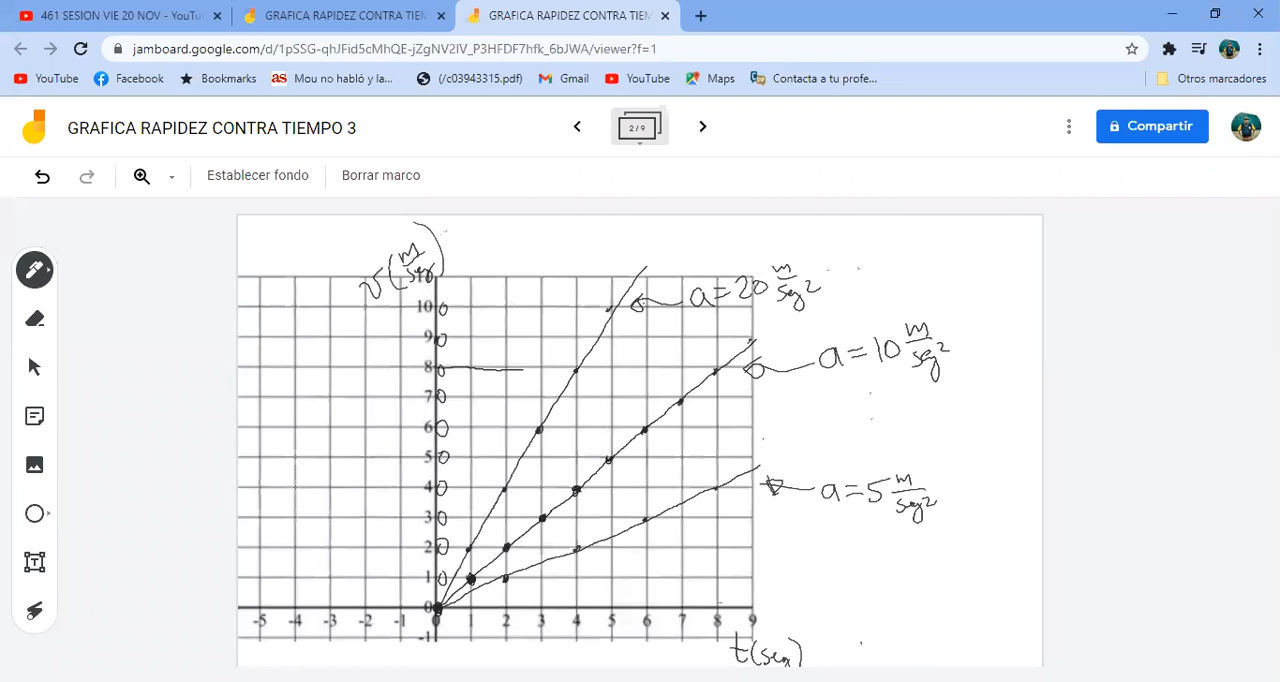 461 SESION VIE 20 NOV - YouTu
GRAFICA RAPIDEZ CONTRA TIEM
GRAFICA RAPIDEZ CONTRA TIEM
jamboard.google.com/d/1pSSG-qhJFid5cMhQE-jZgNV2IV_P3HFDF7hfk_6bJWA/viewer?f=1
YouTube Facebook Bookmarks Mou no habló y la... (/c03943315.pdf) Gmail YouTube Maps Contacta a tu profe... Otros marcadores
GRAFICA RAPIDEZ CONTRA TIEMPO 3
2/9
Compartir
Establecer fondo
Borrar marco
v(m/seg)
a=20 m/seg2
a=10 m/seg2
a=5 m/seg2
100
90
80
70
60
50
40
30
20
10
0
-1
-5 -4 -3 -2 -1 0 1 2 3 4 5 6 7 8 9
t(seg)